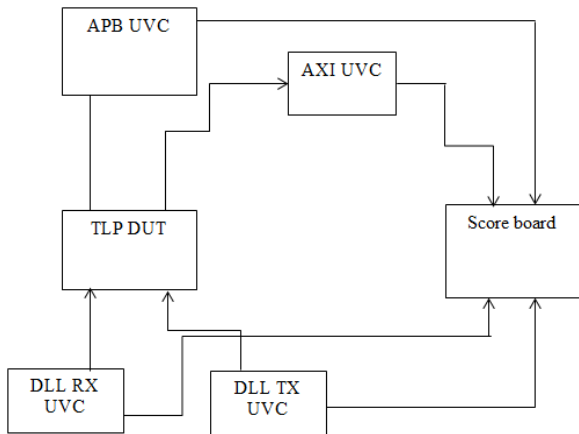 APB UVC
AXI UVC
TLP DUT
Score board
DLL RX
UVC
DLL TX
UVC